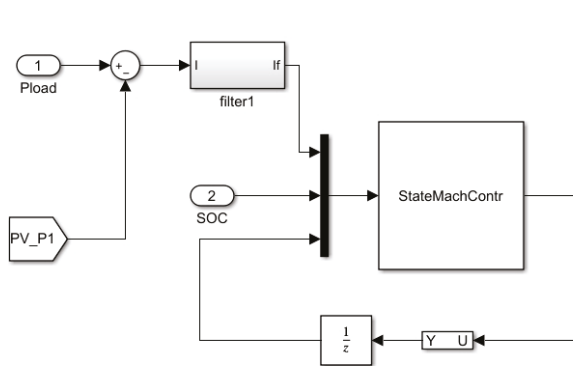 1
Pload
+
−
I If
filter1
2
SOC
StateMachContr
PV_P1
1
z
Y U